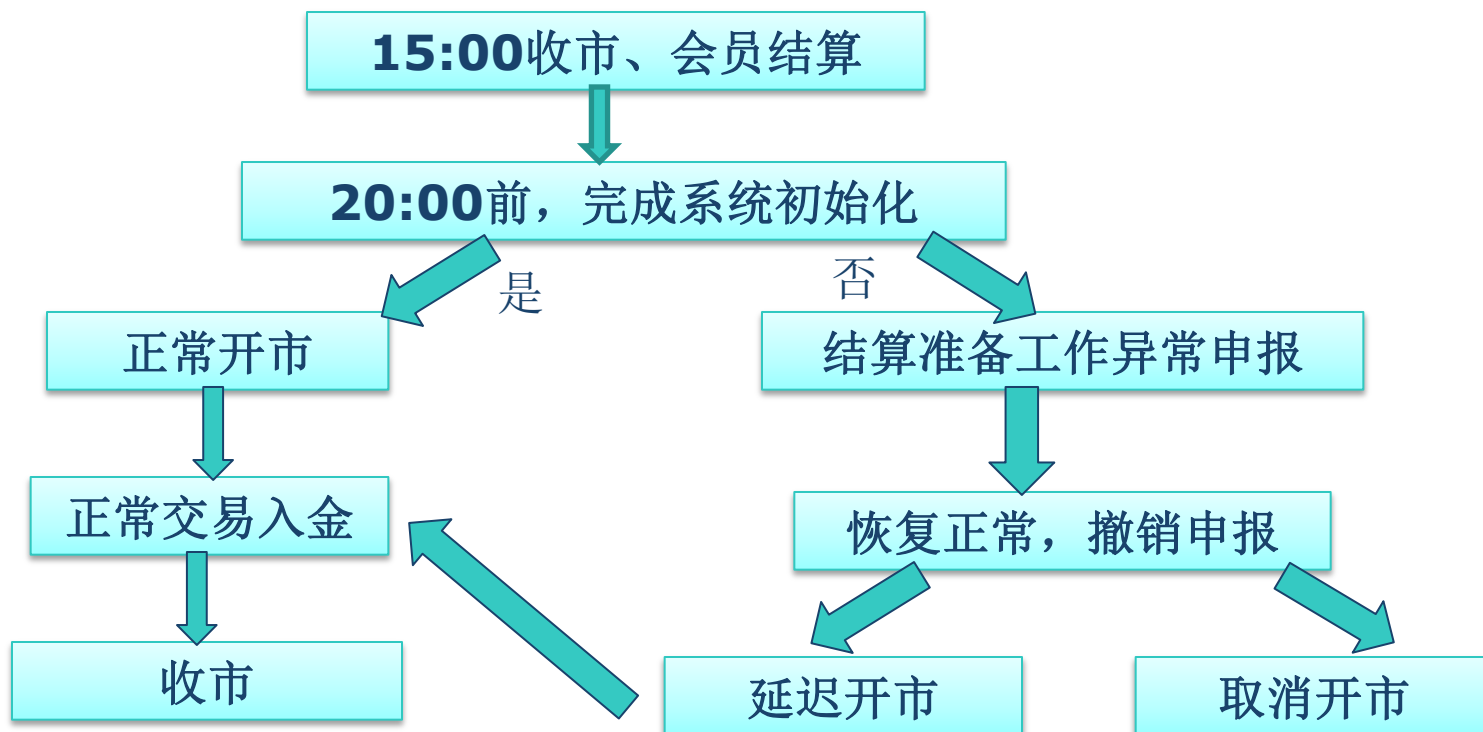 15:00收市、会员结算
20:00前，完成系统初始化
是
否
正常开市
结算准备工作异常申报
正常交易入金
恢复正常，撤销申报
收市
延迟开市
取消开市